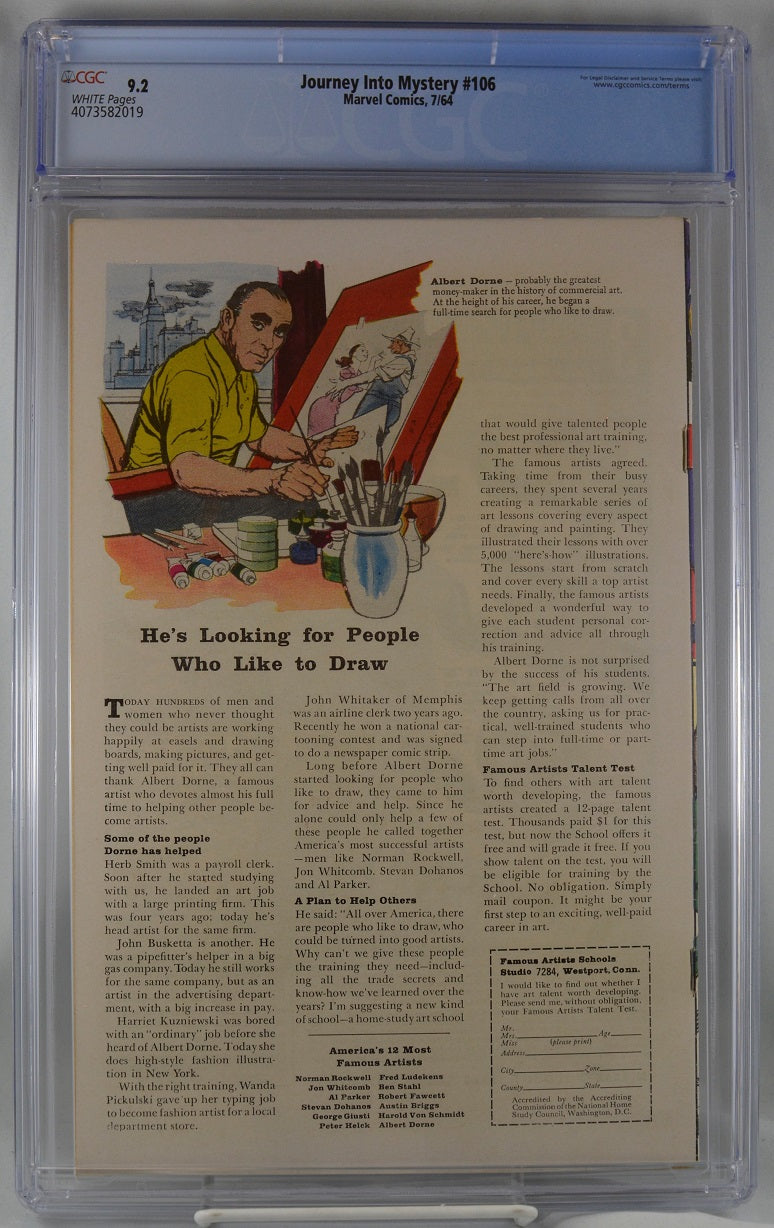 CGC
9.2
WHITE Pages
4073582019
Journey Into Mystery #106
Marvel Comics, 7/64
For Legal Disclaimer and Service Terms please visit:
www.cgccomics.com/terms
CGC
Albert Dorne — probably the greatest
money-maker in the history of commercial art.
At the height of his career, he began a
full-time search for people who like to draw.
He's Looking for People
Who Like to Draw
TODAY HUNDREDS of men and
women who never thought
they could be artists are working
happily at easels and drawing
boards, making pictures, and get-
ting well paid for it. They all can
thank Albert Dorne, a famous
artist who devotes almost his full
time to helping other people be-
come artists.
Some of the people
Dorne has helped
Herb Smith was a payroll clerk.
Soon after he started studying
with us, he landed an art job
with a large printing firm. This
was four years ago; today he's
head artist for the same firm.
John Busketta is another. He
was a pipefitter's helper in a big
gas company. Today he still works
for the same company, but as an
artist in the advertising depart-
ment, with a big increase in pay.
Harriet Kuzniewski was bored
with an "ordinary" job before she
heard of Albert Dorne. Today she
does high-style fashion illustra-
tion in New York.
With the right training, Wanda
Pickulski gave up her typing job
to become fashion artist for a local
department store.
John Whitaker of Memphis
was an airline clerk two years ago.
Recently he won a national car-
tooning contest and was signed
to do a newspaper comic strip.
Long before Albert Dorne
started looking for people who
like to draw, they came to him
for advice and help. Since he
alone could only help a few of
these people he called together
America's most successful artists
—men like Norman Rockwell,
Jon Whitcomb. Stevan Dohanos
and Al Parker.
A Plan to Help Others
He said: "All over America, there
are people who like to draw, who
could be turned into good artists.
Why can't we give these people
the training they need—includ-
ing all the trade secrets and
know-how we've learned over the
years? I'm suggesting a new kind
of school—a home-study art school
America's 12 Most
Famous Artists
Norman Rockwell Fred Ludekens
Jon Whitcomb Ben Stahl
Al Parker Robert Fawcett
Stevan Dohanos Austin Briggs
George Giusti Harold Von Schmidt
Peter Helck Albert Dorne
that would give talented people
the best professional art training,
no matter where they live."
The famous artists agreed.
Taking time from their busy
careers, they spent several years
creating a remarkable series of
art lessons covering every aspect
of drawing and painting. They
illustrated their lessons with over
5,000 "here's-how" illustrations.
The lessons start from scratch
and cover every skill a top artist
needs. Finally, the famous artists
developed a wonderful way to
give each student personal cor-
rection and advice all through
his training.
Albert Dorne is not surprised
by the success of his students.
"The art field is growing. We
keep getting calls from all over
the country, asking us for prac-
tical, well-trained students who
can step into full-time or part-
time art jobs."
Famous Artists Talent Test
To find others with art talent
worth developing, the famous
artists created a 12-page talent
test. Thousands paid $1 for this
test, but now the School offers it
free and will grade it free. If you
show talent on the test, you will
be eligible for training by the
School. No obligation. Simply
mail coupon. It might be your
first step to an exciting, well-paid
career in art.
Famous Artists Schools
Studio 7284, Westport, Conn.
I would like to find out whether I
have art talent worth developing.
Please send me, without obligation,
your Famous Artists Talent Test.
Mr.
Mrs. Age
Miss (please print)
Address
City Zone
County State
Accredited by the Accrediting
Commission of the National Home
Study Council, Washington, D.C.